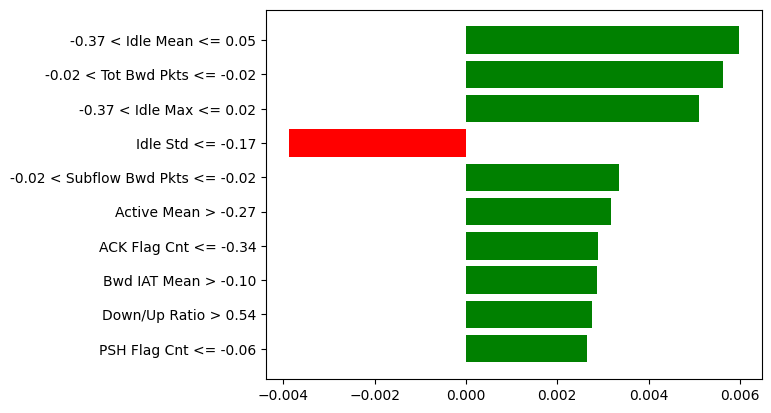 -0.37 < Idle Mean <= 0.05
-0.02 < Tot Bwd Pkts <= -0.02
-0.37 < Idle Max <= 0.02
Idle Std <= -0.17
-0.02 < Subflow Bwd Pkts <= -0.02
Active Mean > -0.27
ACK Flag Cnt <= -0.34
Bwd IAT Mean > -0.10
Down/Up Ratio > 0.54
PSH Flag Cnt <= -0.06
−0.004 −0.002 0.000 0.002 0.004 0.006